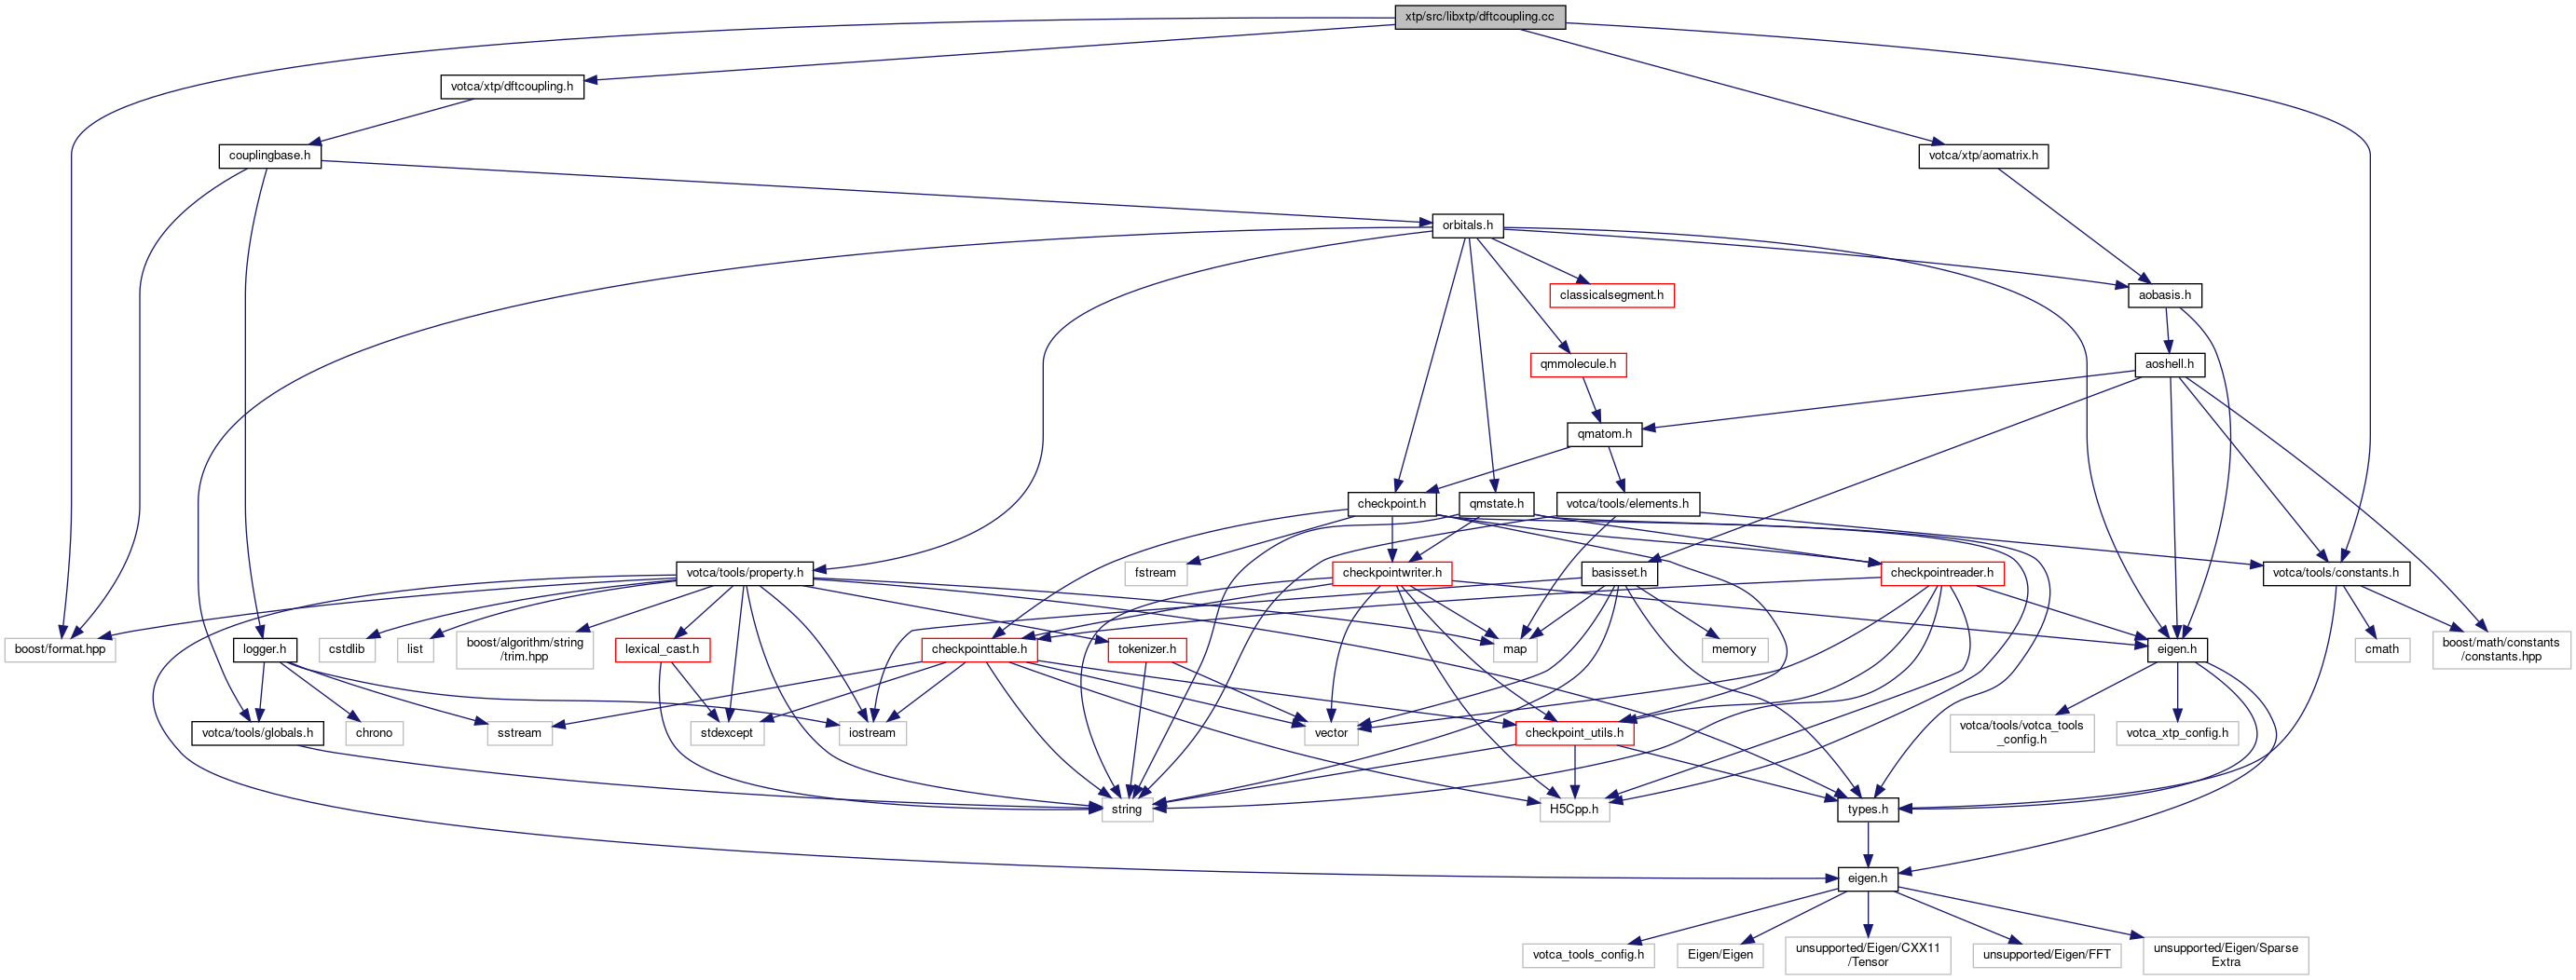 xtp/src/libxtp/dftcoupling.cc
votca/xtp/dftcoupling.h
couplingbase.h
votca/xtp/aomatrix.h
orbitals.h
classicalsegment.h
aobasis.h
qmmolecule.h
aoshell.h
qmatom.h
checkpoint.h
qmstate.h
votca/tools/elements.h
votca/tools/property.h
fstream
checkpointwriter.h
basisset.h
checkpointreader.h
votca/tools/constants.h
boost/format.hpp
logger.h
cstdlib
list
boost/algorithm/string
/trim.hpp
lexical_cast.h
checkpointtable.h
tokenizer.h
map
memory
eigen.h
cmath
boost/math/constants
/constants.hpp
votca/tools/globals.h
chrono
sstream
stdexcept
iostream
vector
checkpoint_utils.h
votca/tools/votca_tools
_config.h
votca_xtp_config.h
string
H5Cpp.h
types.h
eigen.h
votca_tools_config.h
Eigen/Eigen
unsupported/Eigen/CXX11
/Tensor
unsupported/Eigen/FFT
unsupported/Eigen/Sparse
Extra